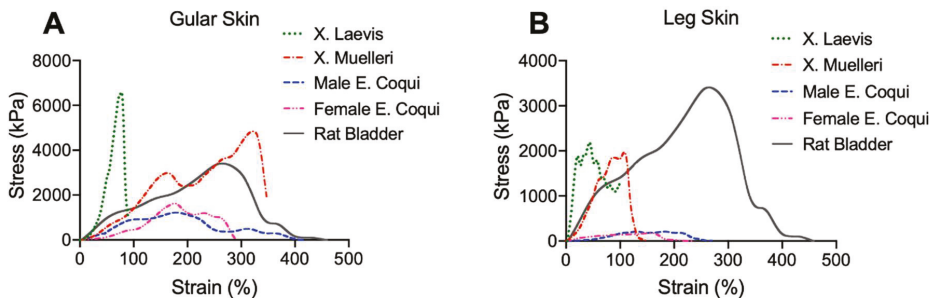 A
Gular Skin
8000
6000
4000
2000
0
Stress (kPa)
0 100 200 300 400 500
Strain (%)
X. Laevis
X. Muelleri
Male E. Coqui
Female E. Coqui
Rat Bladder
B
Leg Skin
4000
3000
2000
1000
0
Stress (kPa)
0 100 200 300 400 500
Strain (%)
X. Laevis
X. Muelleri
Male E. Coqui
Female E. Coqui
Rat Bladder